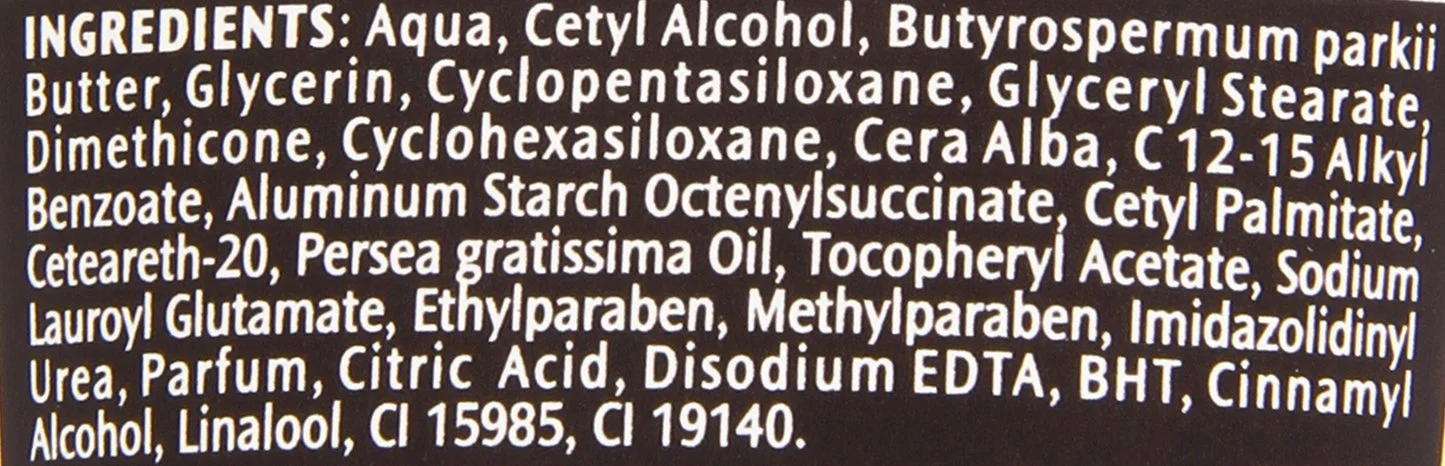 INGREDIENTS: Aqua, Cetyl Alcohol, Butyrospermum parkii
Butter, Glycerin, Cyclopentasiloxane, Glyceryl Stearate,
Dimethicone, Cyclohexasiloxane, Cera Alba, C 12-15 Alkyl
Benzoate, Aluminum Starch Octenylsuccinate, Cetyl Palmitate,
Ceteareth-20, Persea gratissima Oil, Tocopheryl Acetate, Sodium
Lauroyl Glutamate, Ethylparaben, Methylparaben, Imidazolidinyl
Urea, Parfum, Citric Acid, Disodium EDTA, BHT, Cinnamyl
Alcohol, Linalool, CI 15985, CI 19140.